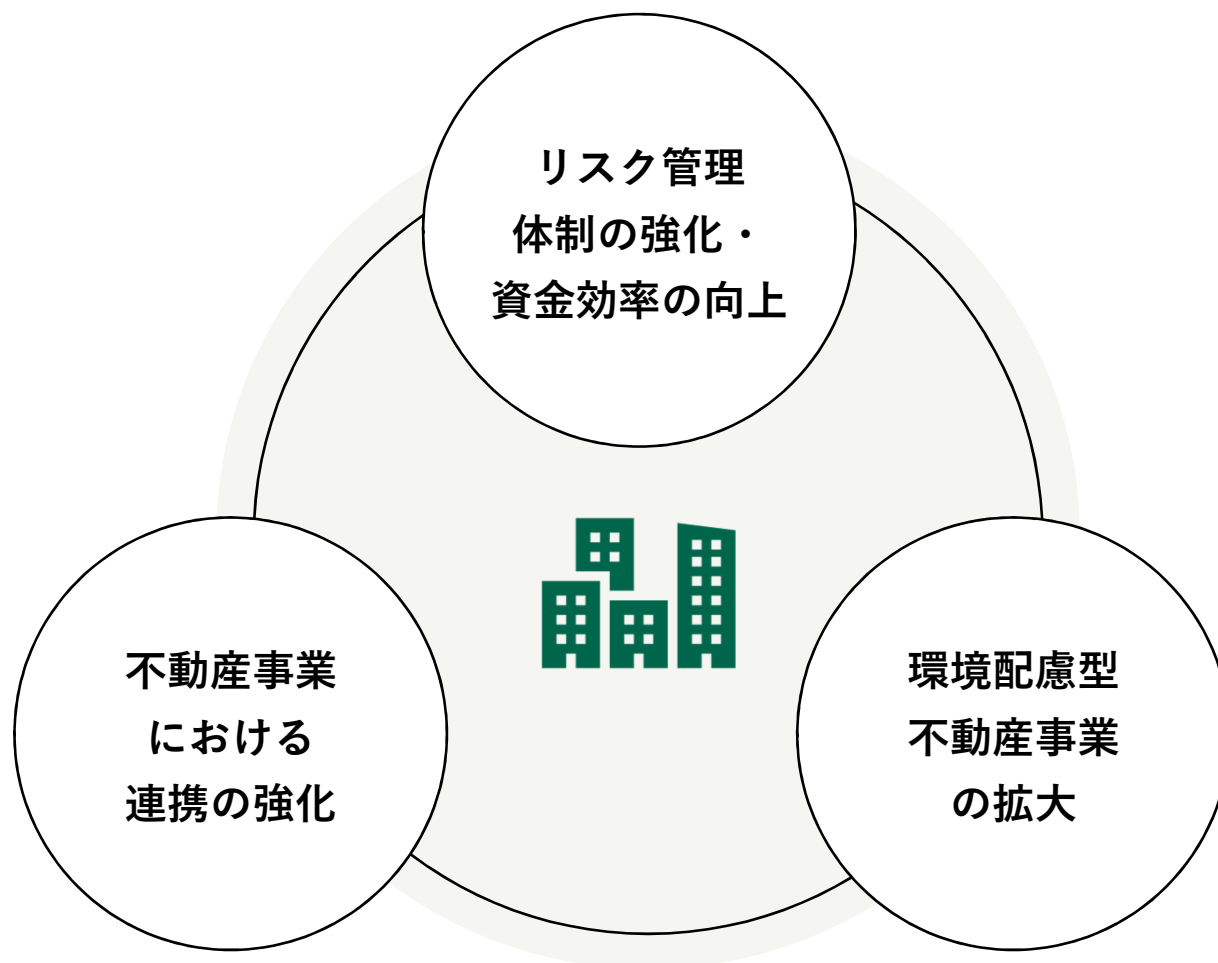 リスク管理
体制の強化・
資金効率の向上
不動産事業
における
連携の強化
環境配慮型
不動産事業
の拡大